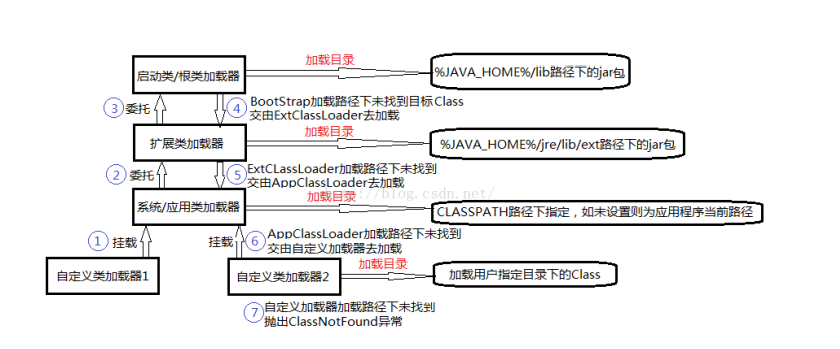 加载目录
启动类/根类加载器
%JAVA_HOME%/lib路径下的jar包
③ 委托
④ BootStrap加载路径下未找到目标Class
交由ExtClassLoader去加载
加载目录
扩展类加载器
%JAVA_HOME%/jre/lib/ext路径下的jar包
② 委托
⑤ ExtCLassLoader加载路径下未找到
交由AppClassLoader去加载
://blog.csdn.net/
加载目录
系统/应用类加载器
CLASSPATH路径下指定，如未设置则为应用程序当前路径
① 挂载
挂载 ⑥ AppClassLoader加载路径下未找到
交由自定义加载器去加载
加载目录
自定义类加载器1
自定义类加载器2
加载用户指定目录下的Class
⑦ 自定义加载器加载路径下未找到
抛出ClassNotFound异常